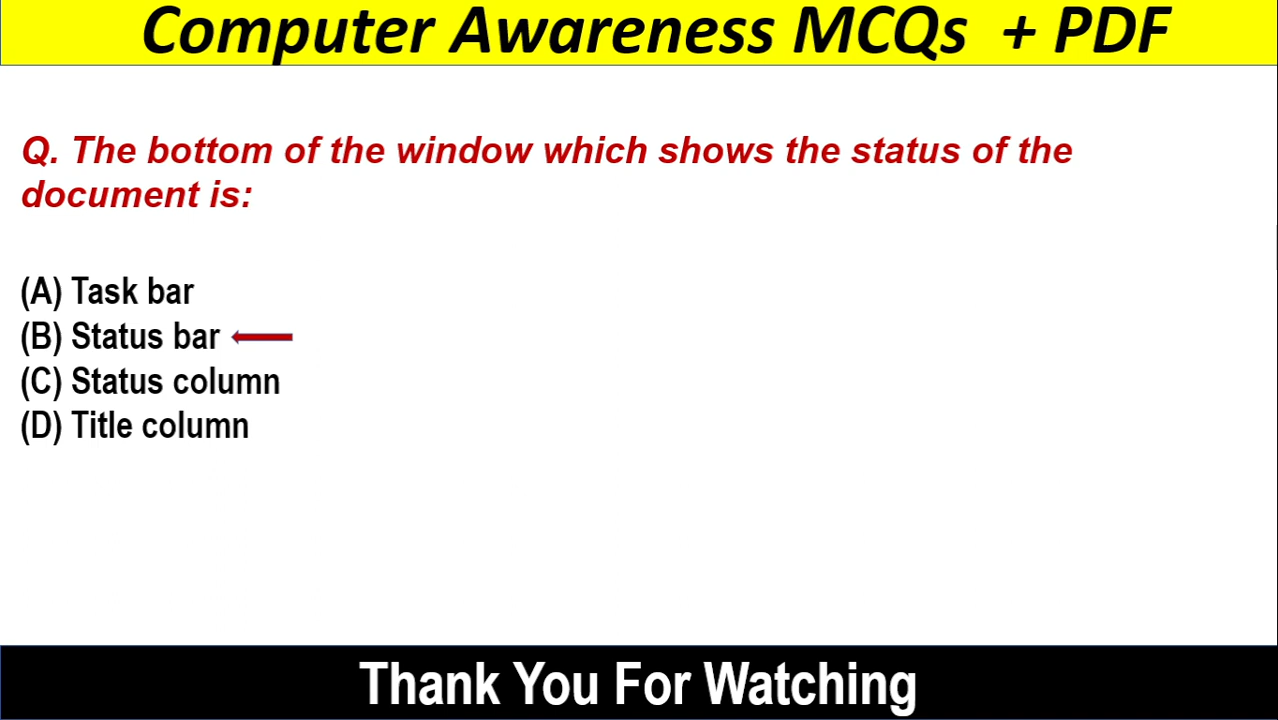 Computer Awareness MCQs + PDF
Q. The bottom of the window which shows the status of the
document is:
(A) Task bar
(B) Status bar
(C) Status column
(D) Title column
Thank You For Watching